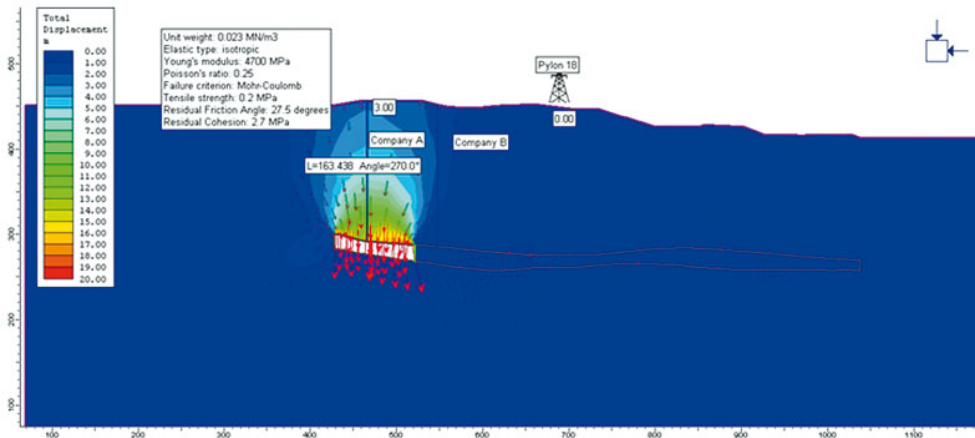 Total
Displacement
m
0.00
1.00
2.00
3.00
4.00
5.00
6.00
7.00
8.00
9.00
10.00
11.00
12.00
13.00
14.00
15.00
16.00
17.00
18.00
19.00
20.00
Unit weight: 0.023 MN/m3
Elastic type: isotropic
Young's modulus: 4700 MPa
Poisson's ratio: 0.25
Failure criterion: Mohr-Coulomb
Tensile strength: 0.2 MPa
Residual Friction Angle: 27.5 degrees
Residual Cohesion: 2.7 MPa
Pylon 18
3.00
0.00
Company A
Company B
L=163.438 Angle=270.0°
500
400
300
200
100
100
200
300
400
500
600
700
800
900
1000
1100